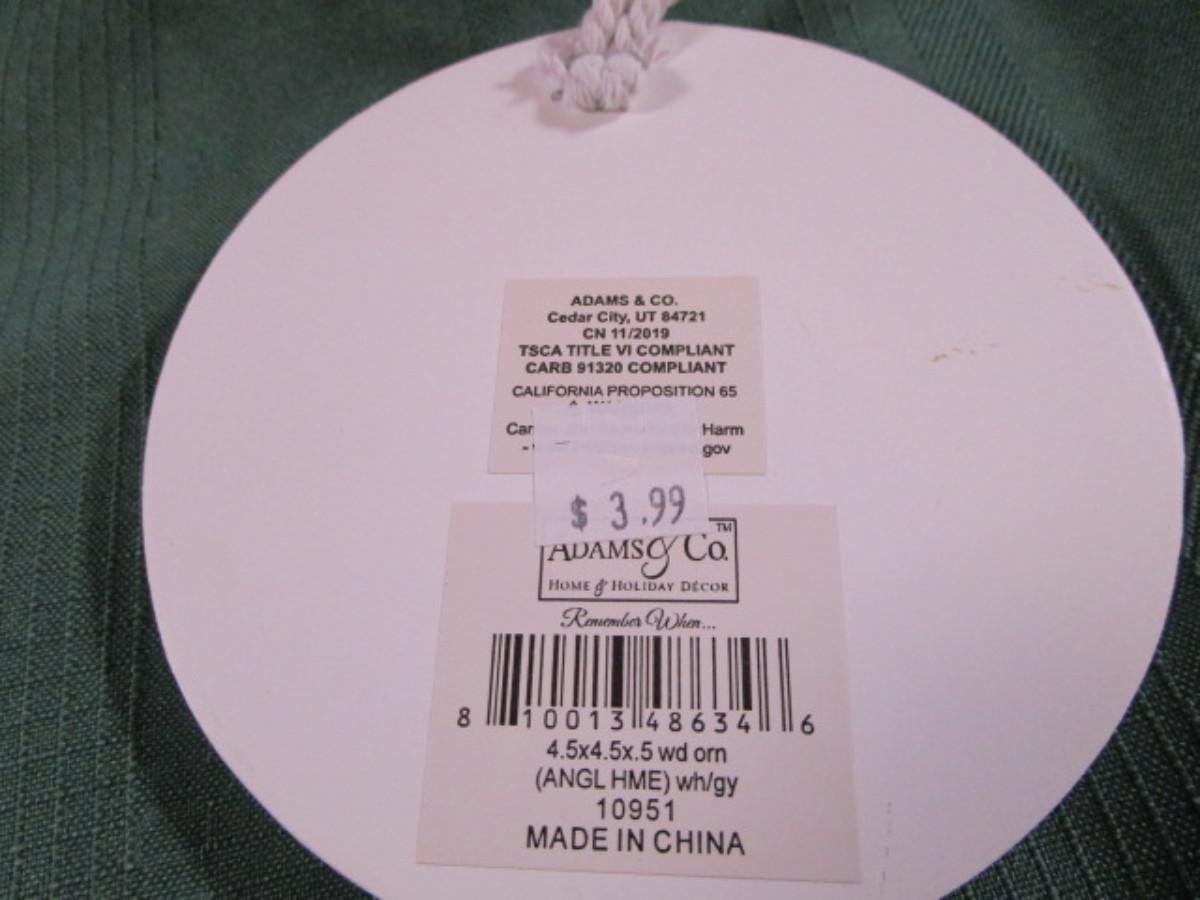 ADAMS & CO.
Cedar City, UT 84721
CN 11/2019
TSCA TITLE VI COMPLIANT
CARB 91320 COMPLIANT
CALIFORNIA PROPOSITION 65
Harm
gov
$ 3.99
ADAMS & Co.™
HOME & HOLIDAY DÉCOR
Remember When...
8 10013 48634 6
4.5x4.5x.5 wd orn
(ANGL HME) wh/gy
10951
MADE IN CHINA